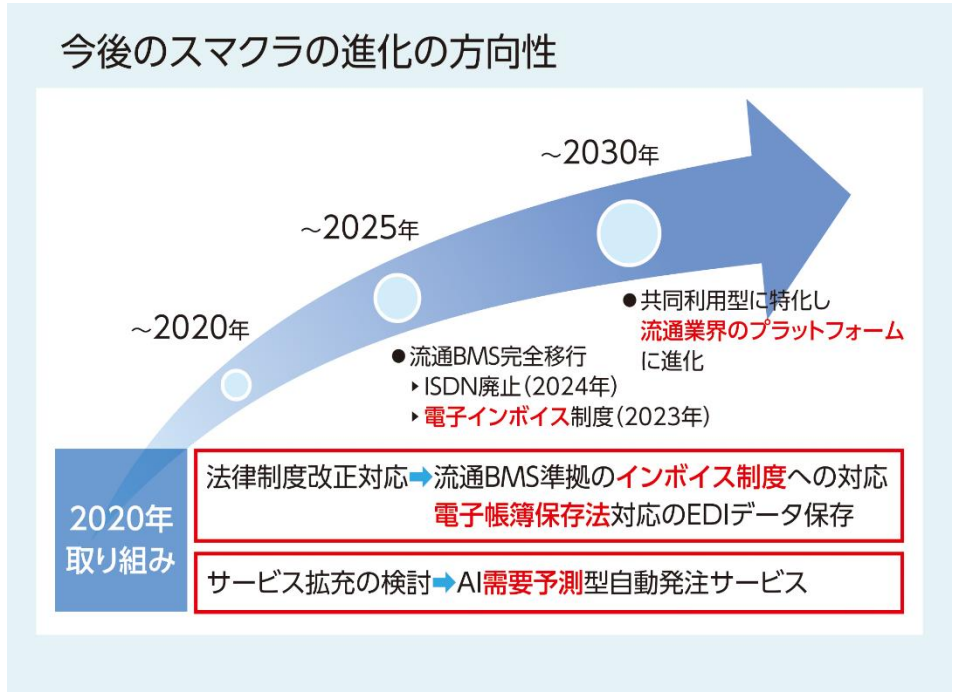 今後のスマクラの進化の方向性
～2030年
～2025年
～2020年
●共同利用型に特化し
流通業界のプラットフォーム
に進化
●流通BMS完全移行
▶ISDN廃止(2024年)
▶電子インボイス制度(2023年)
2020年
取り組み
法律制度改正対応➡流通BMS準拠のインボイス制度への対応
電子帳簿保存法対応のEDIデータ保存
サービス拡充の検討➡AI需要予測型自動発注サービス